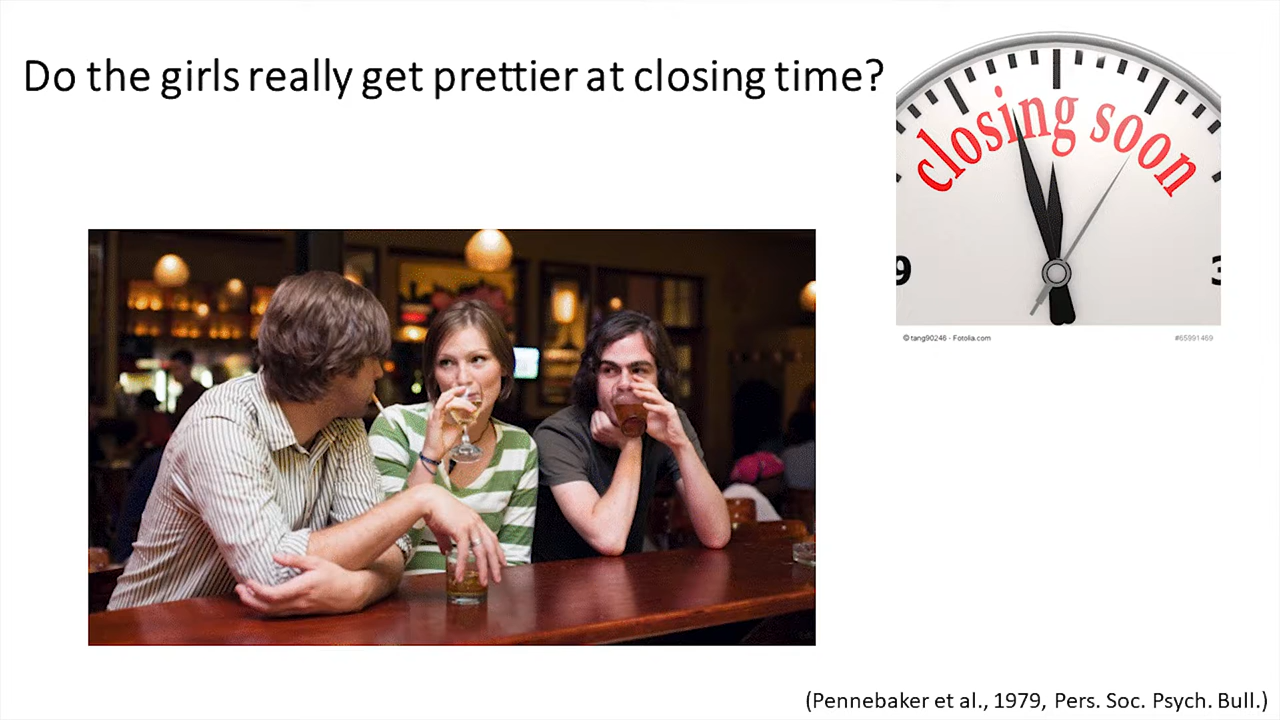 Do the girls really get prettier at closing time?
closing soon
9
3
© tang90246 - Fotolia.com
#65991459
(Pennebaker et al., 1979, Pers. Soc. Psych. Bull.)